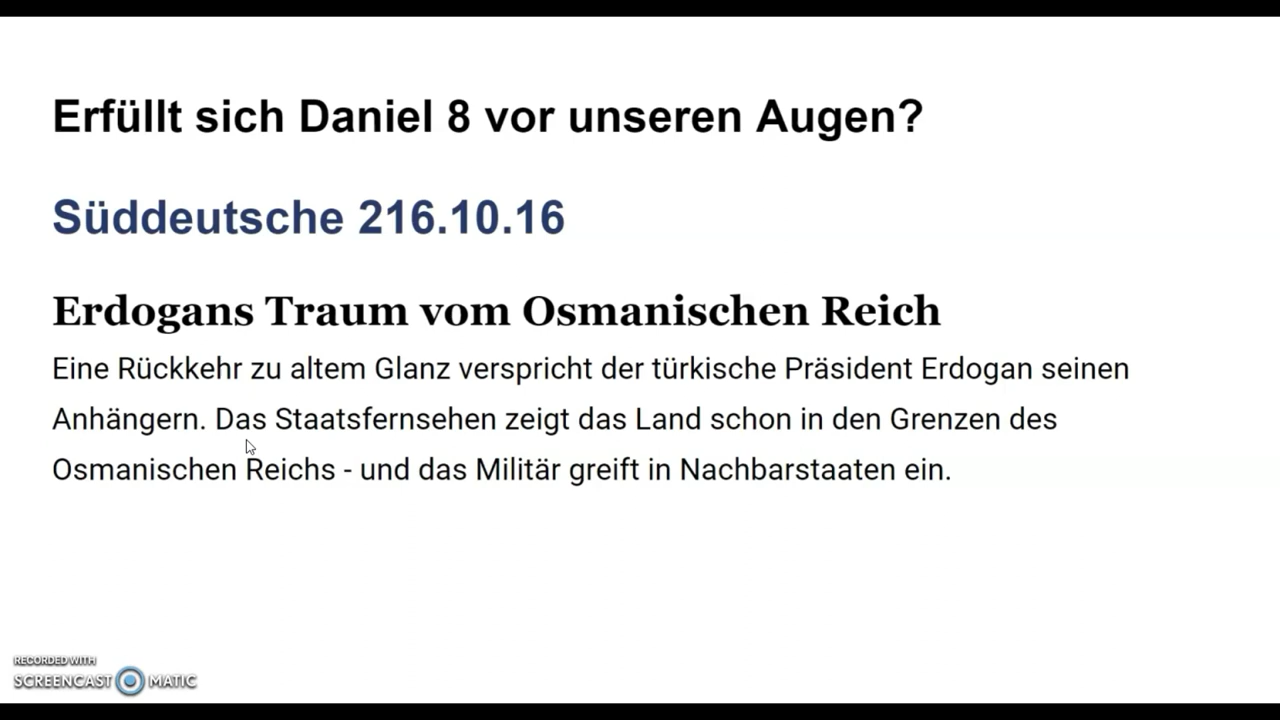 Erfüllt sich Daniel 8 vor unseren Augen?
Süddeutsche 216.10.16
Erdogans Traum vom Osmanischen Reich
Eine Rückkehr zu altem Glanz verspricht der türkische Präsident Erdogan seinen
Anhängern. Das Staatsfernsehen zeigt das Land schon in den Grenzen des
Osmanischen Reichs - und das Militär greift in Nachbarstaaten ein.
RECORDED WITH
SCREENCAST MATIC